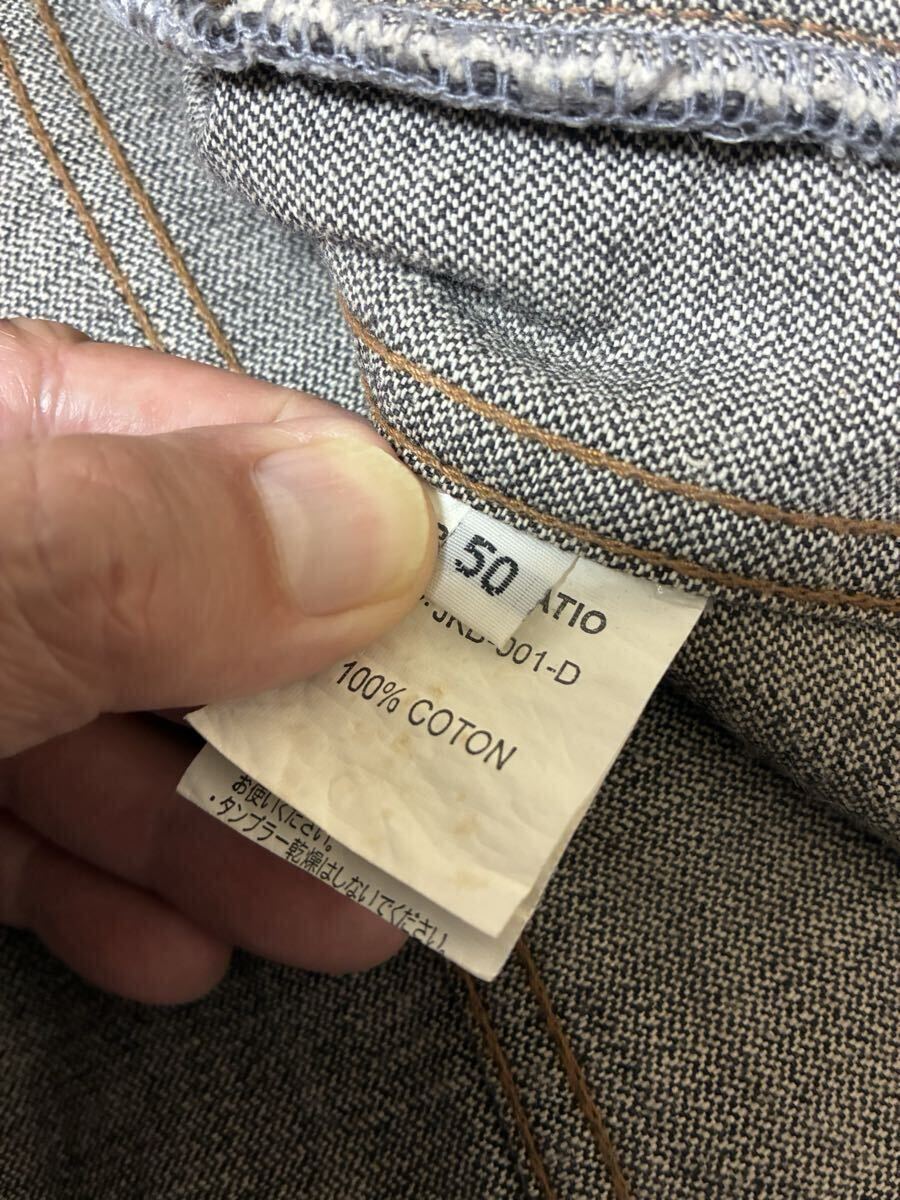 50
ATIO
JKD-001-D
100% COTON
お使いください。
・タンブラー乾燥はしないでください。